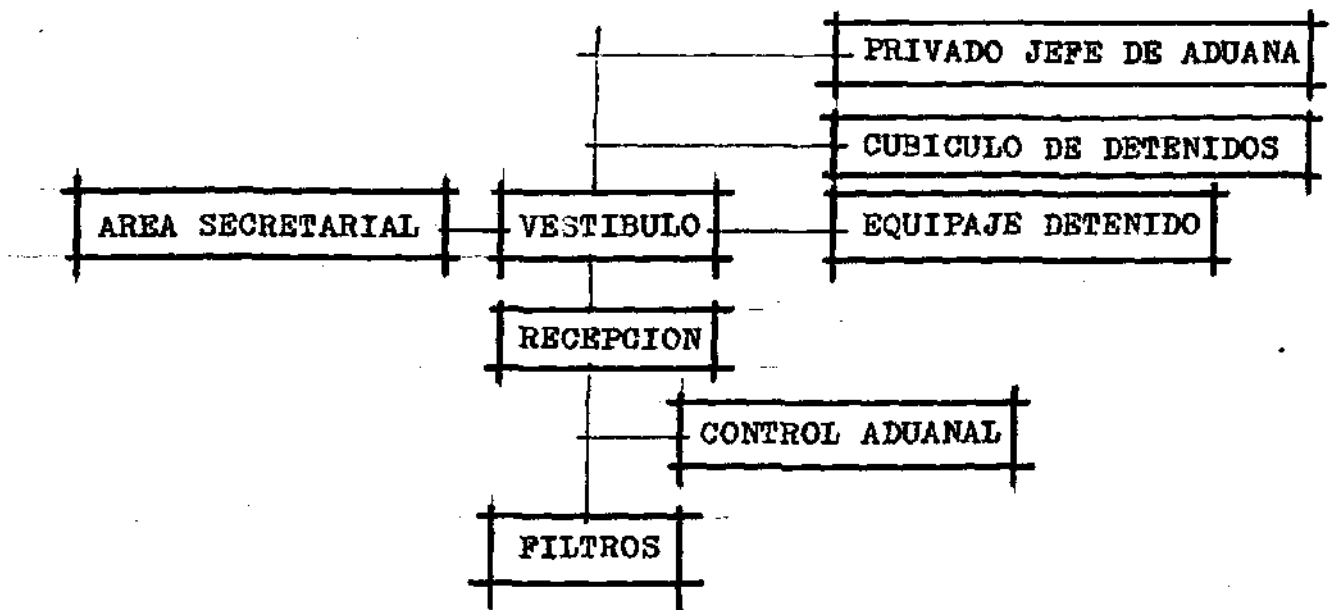 PRIVADO JEFE DE ADUANA
CUBICULO DE DETENIDOS
AREA SECRETARIAL
VESTIBULO
EQUIPAJE DETENIDO
RECEPCION
CONTROL ADUANAL
FILTROS